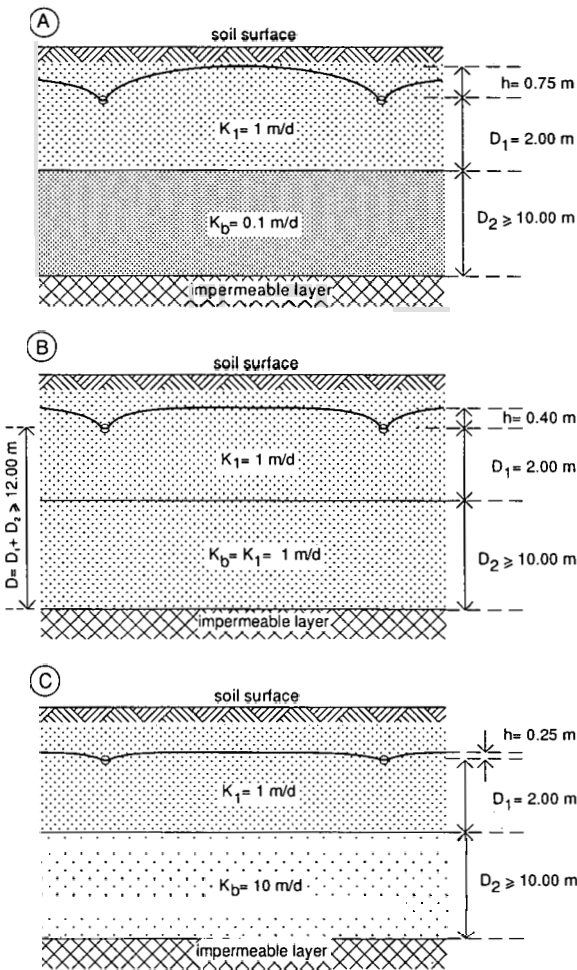 A
soil surface
h= 0.75 m
K1= 1 m/d
D1= 2.00 m
Kb= 0.1 m/d
D2 ⩾ 10.00 m
impermeable layer
B
soil surface
h= 0.40 m
K1= 1 m/d
D1= 2.00 m
D= D1+ D2 ⩾ 12.00 m
Kb= K1= 1 m/d
D2 ⩾ 10.00 m
impermeable layer
C
soil surface
h= 0.25 m
K1= 1 m/d
D1= 2.00 m
Kb= 10 m/d
D2 ⩾ 10.00 m
impermeable layer